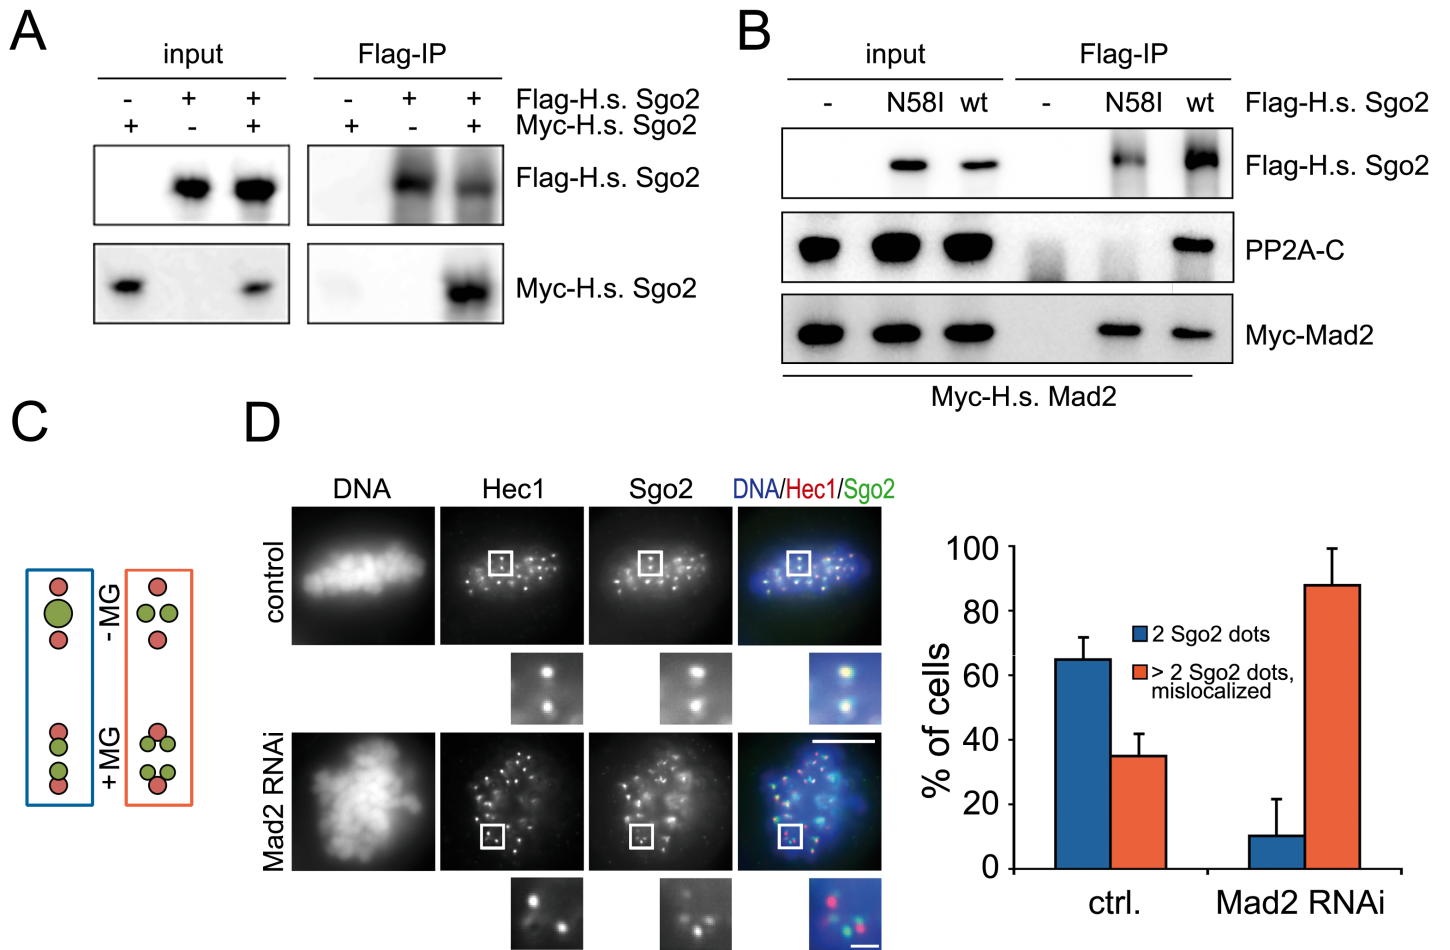 A
input
Flag-IP
- + + - + + Flag-H.s. Sgo2
+ - + + - + Myc-H.s. Sgo2
Flag-H.s. Sgo2
Myc-H.s. Sgo2
B
input
Flag-IP
- N58I wt - N58I wt Flag-H.s. Sgo2
Flag-H.s. Sgo2
PP2A-C
Myc-Mad2
Myc-H.s. Mad2
C
- MG
+MG
D
DNA
Hec1
Sgo2
DNA/Hec1/Sgo2
control
Mad2 RNAi
% of cells
100
80
60
40
20
0
2 Sgo2 dots
> 2 Sgo2 dots,
mislocalized
ctrl.
Mad2 RNAi